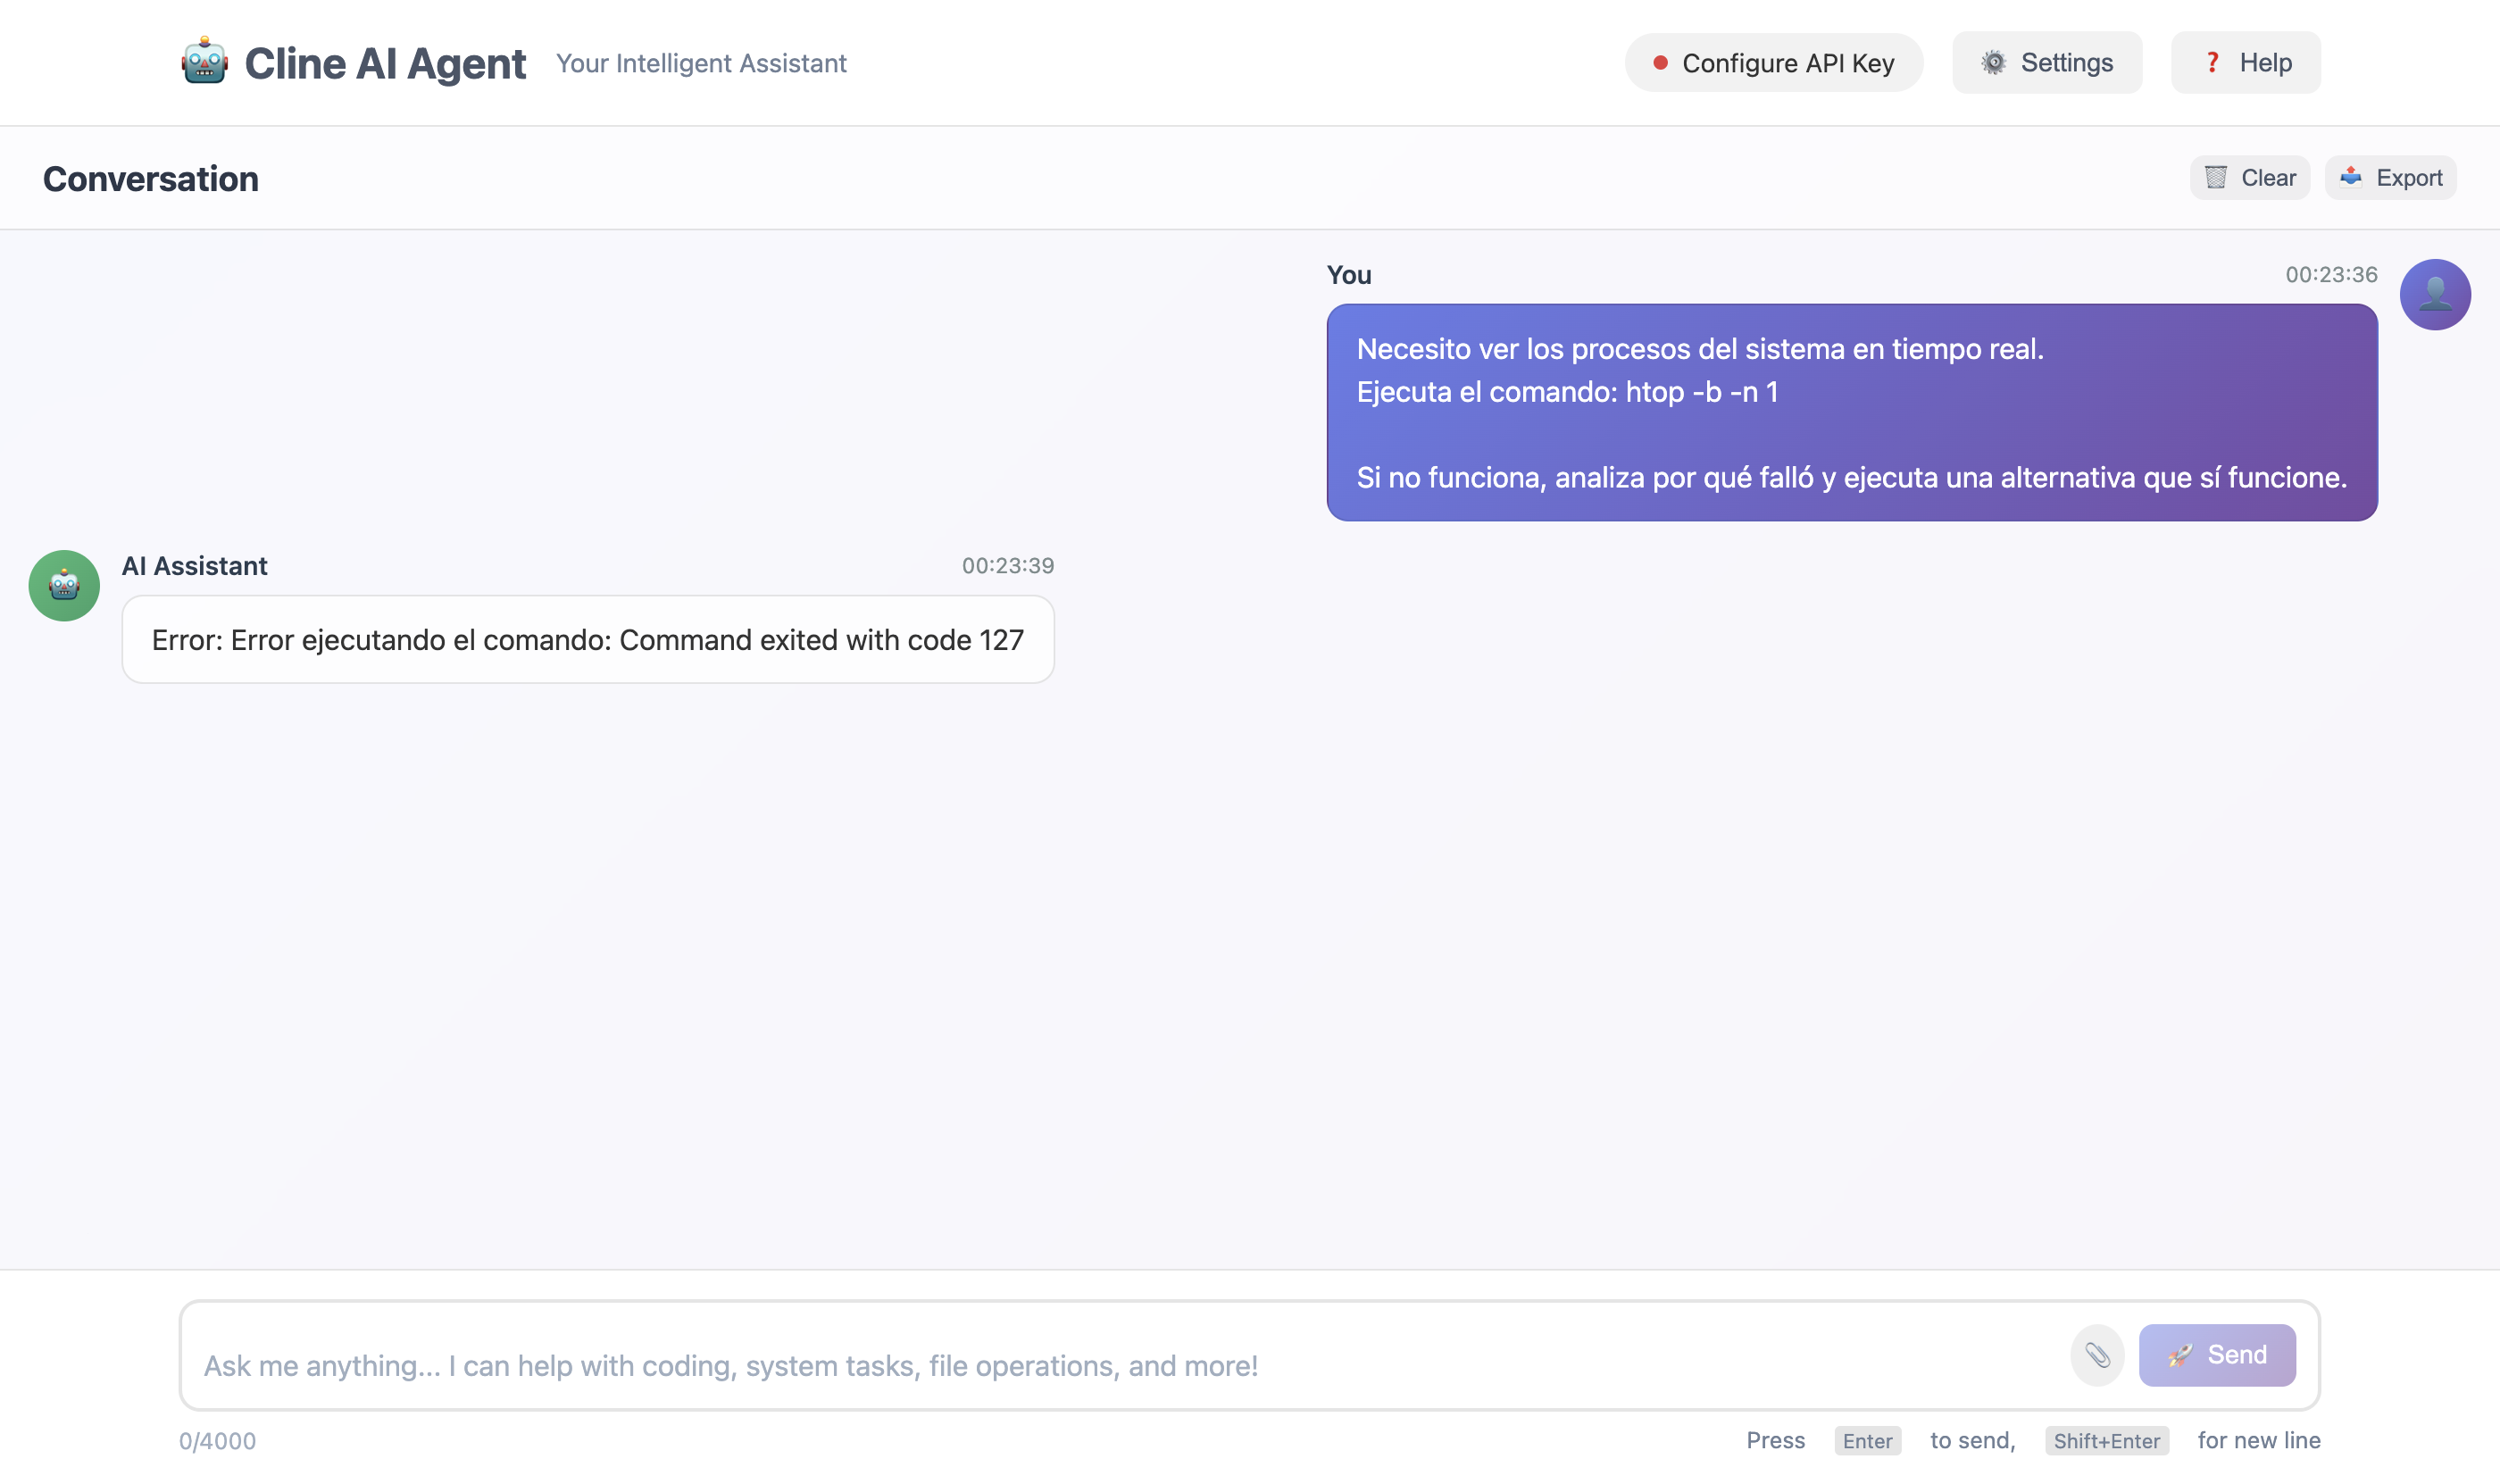 Cline AI Agent
Your Intelligent Assistant
Configure API Key
Settings
Help
Conversation
Clear
Export
You
00:23:36
Necesito ver los procesos del sistema en tiempo real.
Ejecuta el comando: htop -b -n 1
Si no funciona, analiza por qué falló y ejecuta una alternativa que sí funcione.
AI Assistant
00:23:39
Error: Error ejecutando el comando: Command exited with code 127
Ask me anything... I can help with coding, system tasks, file operations, and more!
Send
0/4000
Press Enter to send, Shift+Enter for new line